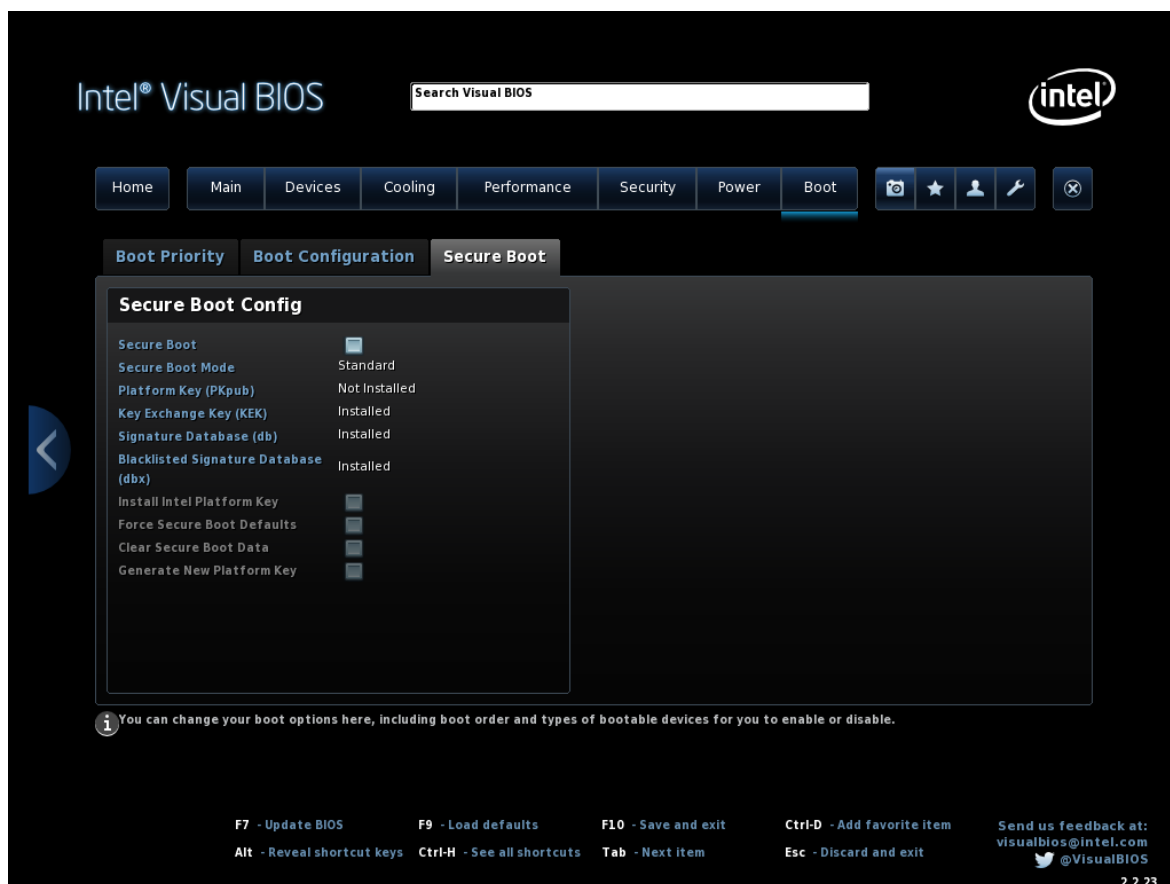 Intel® Visual BIOS
Search Visual BIOS
intel
Home Main Devices Cooling Performance Security Power Boot
Boot Priority Boot Configuration Secure Boot
Secure Boot Config
Secure Boot
Secure Boot Mode Standard
Platform Key (PKpub) Not Installed
Key Exchange Key (KEK) Installed
Signature Database (db) Installed
Blacklisted Signature Database
(dbx) Installed
Install Intel Platform Key
Force Secure Boot Defaults
Clear Secure Boot Data
Generate New Platform Key
You can change your boot options here, including boot order and types of bootable devices for you to enable or disable.
F7 - Update BIOS F9 - Load defaults F10 - Save and exit Ctrl-D - Add favorite item
Alt - Reveal shortcut keys Ctrl-H - See all shortcuts Tab - Next item Esc - Discard and exit
Send us feedback at:
visualbios@intel.com
@VisualBIOS
2.2.23